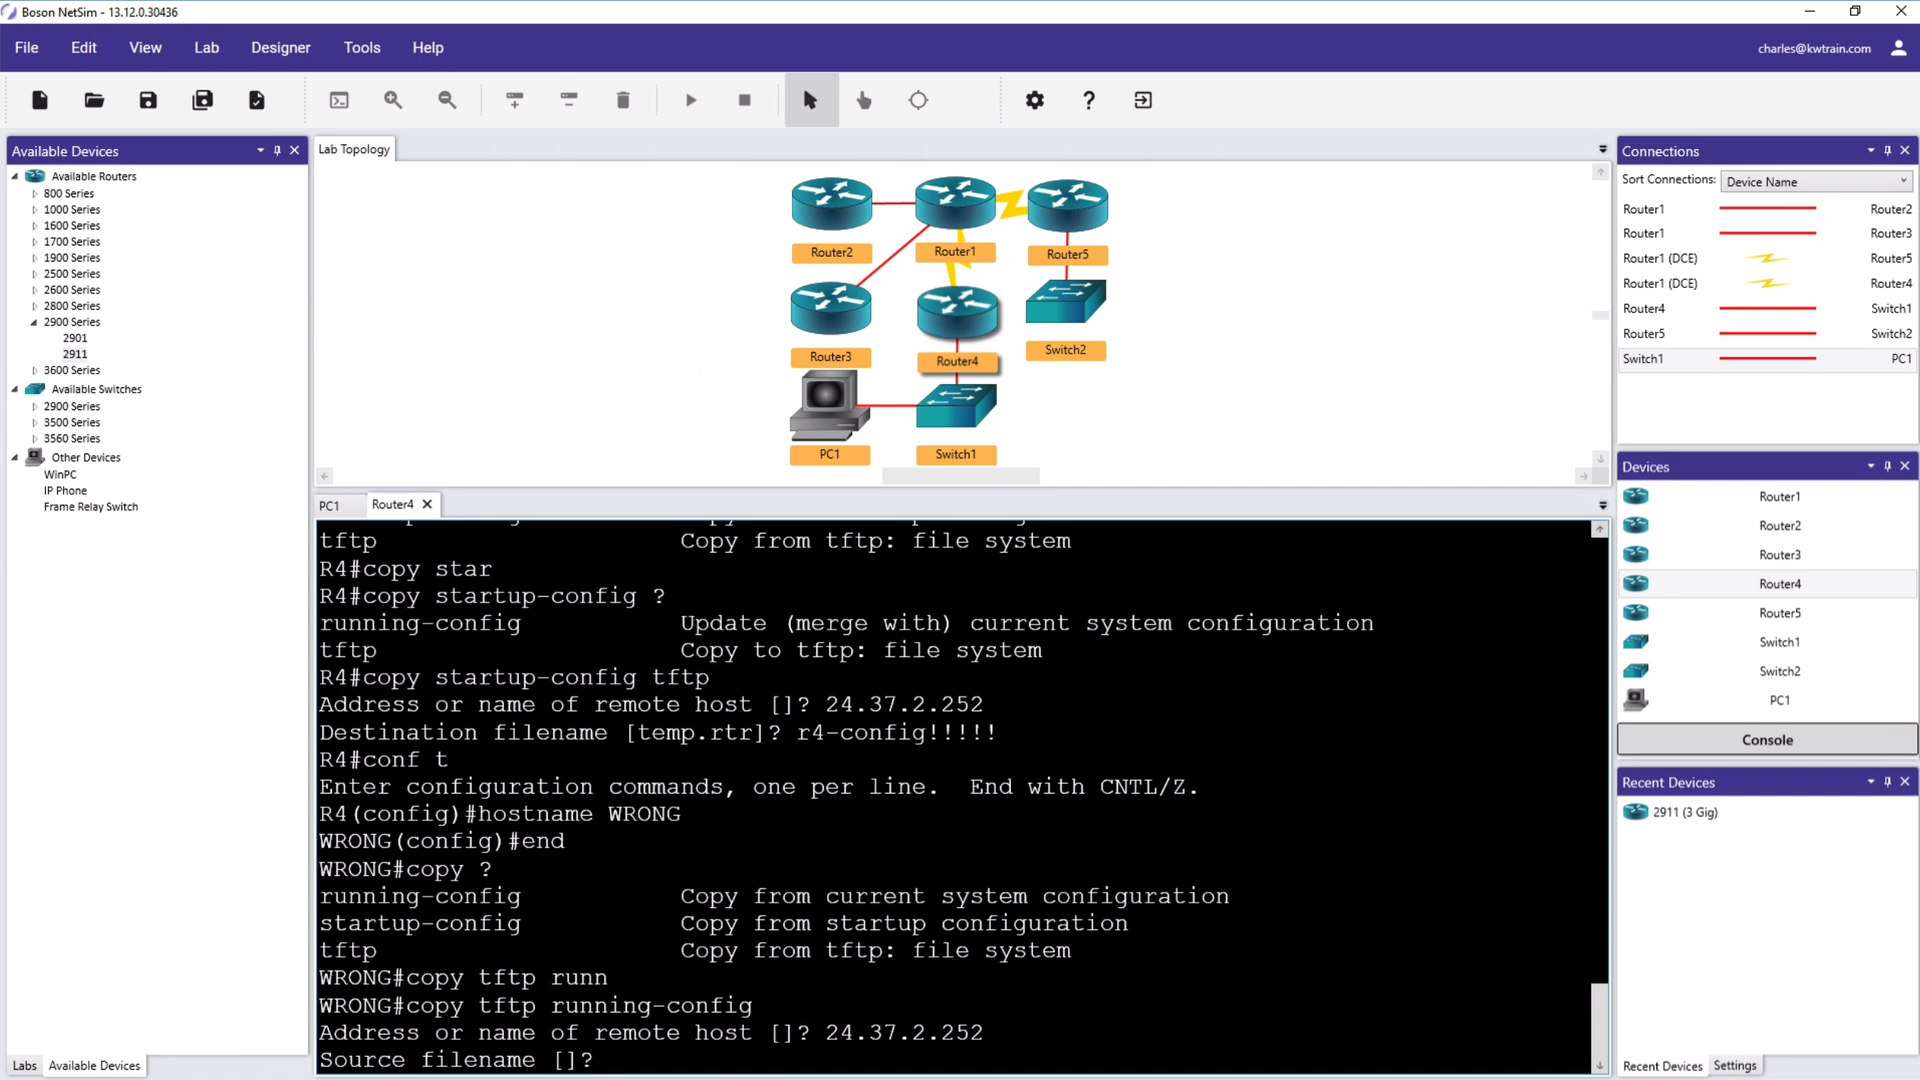 Boson NetSim - 13.12.0.30436
File Edit View Lab Designer Tools Help
charles@kwtrain.com
Available Devices
Available Routers
800 Series
1000 Series
1600 Series
1700 Series
1900 Series
2500 Series
2600 Series
2800 Series
2900 Series
2901
2911
3600 Series
Available Switches
2900 Series
3500 Series
3560 Series
Other Devices
WinPC
IP Phone
Frame Relay Switch
Labs Available Devices
Lab Topology
Router2
Router1
Router5
Router3
Router4
Switch2
PC1
Switch1
PC1 Router4
tftp Copy from tftp: file system
R4#copy star
R4#copy startup-config ?
running-config Update (merge with) current system configuration
tftp Copy to tftp: file system
R4#copy startup-config tftp
Address or name of remote host []? 24.37.2.252
Destination filename [temp.rtr]? r4-config!!!!!
R4#conf t
Enter configuration commands, one per line. End with CNTL/Z.
R4(config)#hostname WRONG
WRONG(config)#end
WRONG#copy ?
running-config Copy from current system configuration
startup-config Copy from startup configuration
tftp Copy from tftp: file system
WRONG#copy tftp runn
WRONG#copy tftp running-config
Address or name of remote host []? 24.37.2.252
Source filename []?
Connections
Sort Connections: Device Name
Router1 Router2
Router1 Router3
Router1 (DCE) Router5
Router1 (DCE) Router4
Router4 Switch1
Router5 Switch2
Switch1 PC1
Devices
Router1
Router2
Router3
Router4
Router5
Switch1
Switch2
PC1
Console
Recent Devices
2911 (3 Gig)
Recent Devices Settings